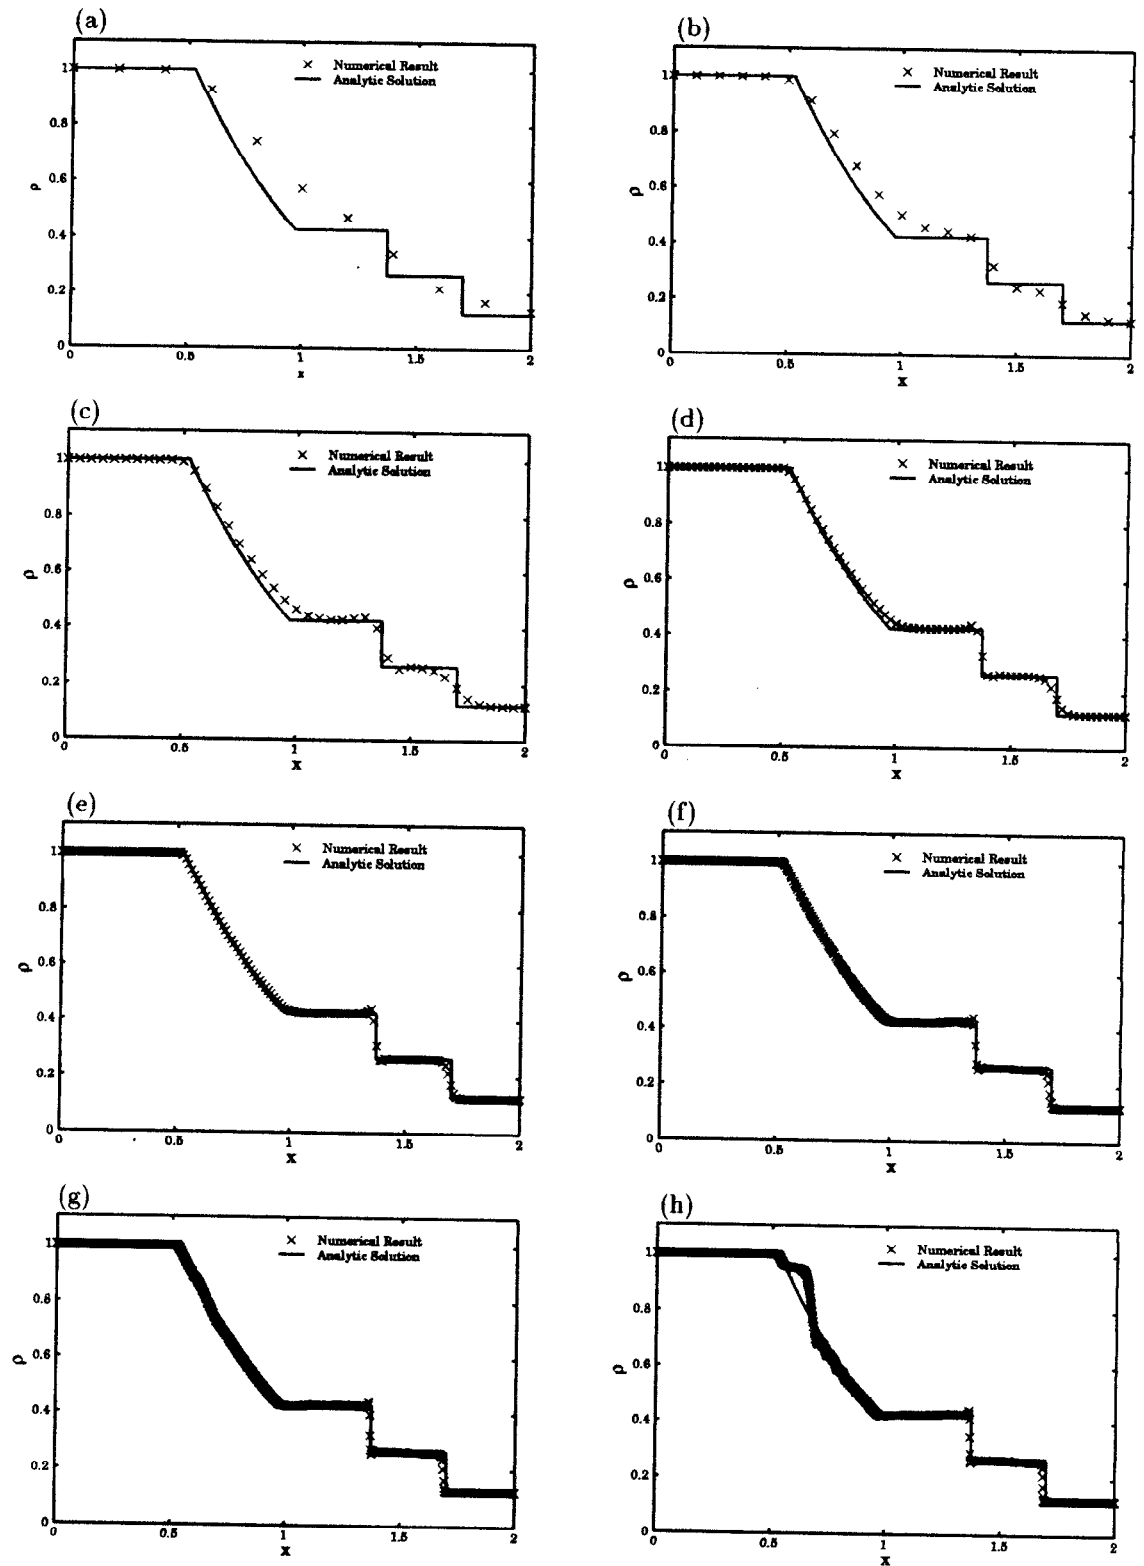 (a)
× Numerical Result
Analytic Solution
1
0.8
0.6
0.4
0.2
0
ρ
0.5
1
1.5
2
x
(b)
× Numerical Result
Analytic Solution
1
0.8
0.6
0.4
0.2
0
ρ
0.5
1
1.5
2
0
x
(c)
× Numerical Result
Analytic Solution
1
0.8
0.6
0.4
0.2
0
ρ
0
0.5
1
1.5
2
x
(d)
× Numerical Result
Analytic Solution
1
0.8
0.6
0.4
0.2
0
ρ
0
0.5
1
1.5
2
x
(e)
× Numerical Result
Analytic Solution
1
0.8
0.6
0.4
0.2
0
ρ
0
0.5
1
1.5
2
x
(f)
× Numerical Result
Analytic Solution
1
0.8
0.6
0.4
0.2
0
ρ
0
0.5
1
1.5
2
x
(g)
× Numerical Result
Analytic Solution
1
0.8
0.6
0.4
0.2
0
ρ
0
0.5
1
1.5
2
x
(h)
× Numerical Result
Analytic Solution
1
0.8
0.6
0.4
0.2
0
ρ
0
0.5
1
1.5
2
x